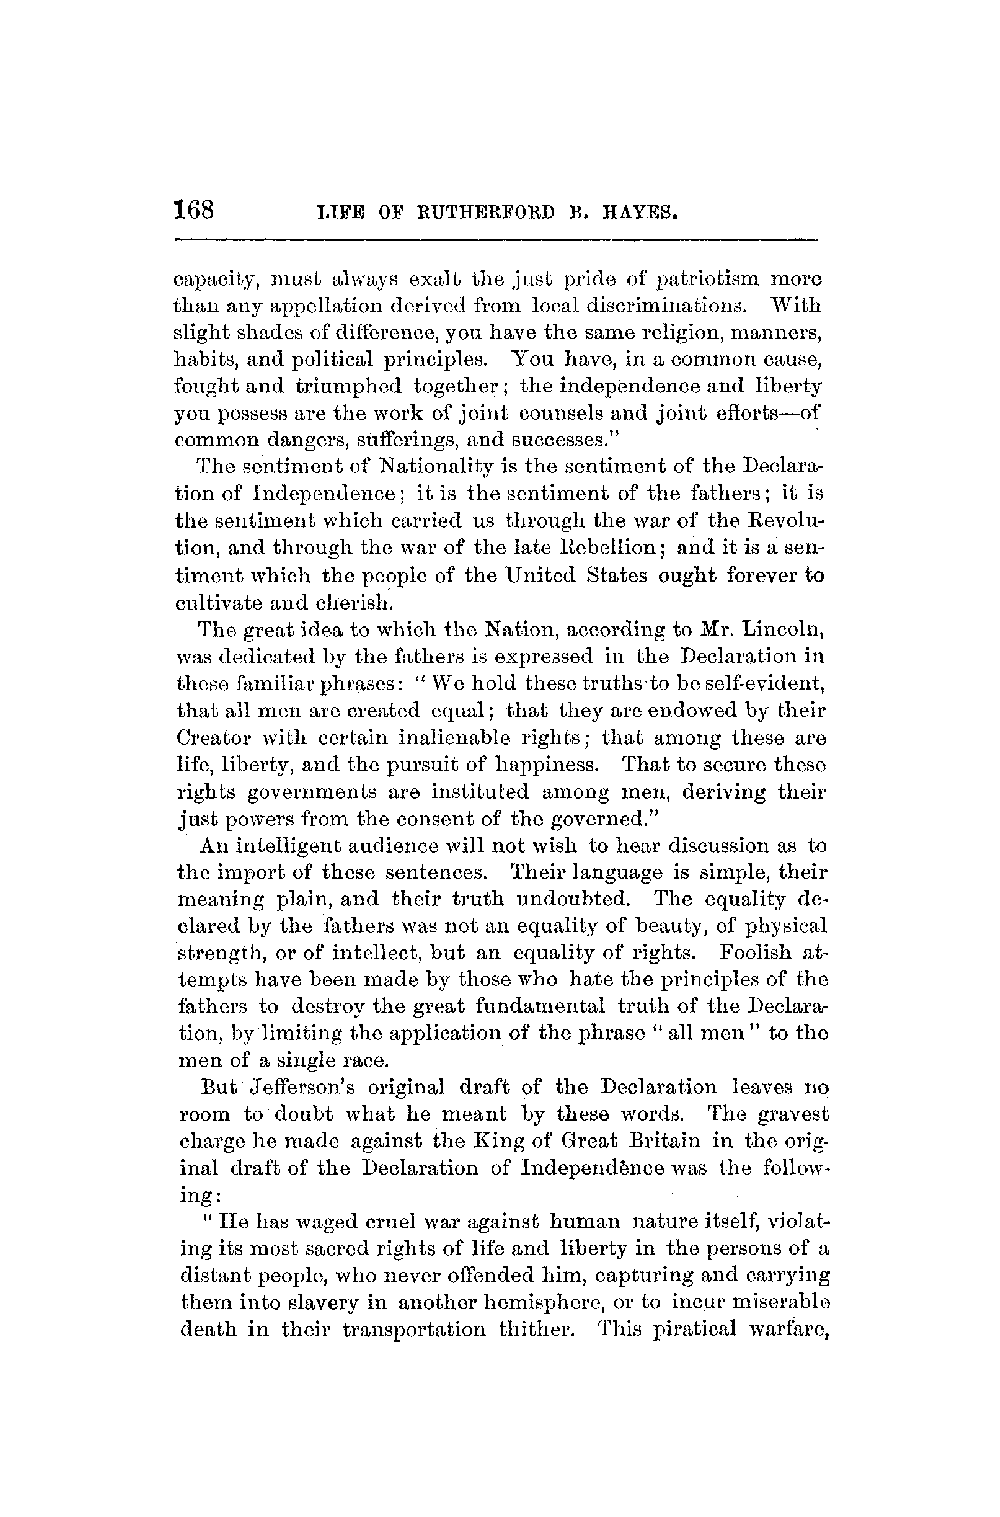 168 LIFE OF RUTHERFORD B. HAYES.
capacity, must always exalt the just pride of patriotism more
than any appellation derived from local discriminations. With
slight shades of difference, you have the same religion, manners,
habits, and political principles. You have, in a common cause,
fought and triumphed together; the independence and liberty
you possess are the work of joint counsels and joint efforts—of
common dangers, sufferings, and successes."
The sentiment of Nationality is the sentiment of the Declara-
tion of Independence; it is the sentiment of the fathers; it is
the sentiment which carried us through the war of the Revolu-
tion, and through the war of the late Rebellion; and it is a sen-
timent which the people of the United States ought forever to
cultivate and cherish.
The great idea to which the Nation, according to Mr. Lincoln,
was dedicated by the fathers is expressed in the Declaration in
these familiar phrases: "We hold these truths to be self-evident,
that all men are created equal; that they are endowed by their
Creator with certain inalienable rights; that among these are
life, liberty, and the pursuit of happiness. That to secure these
rights governments are instituted among men, deriving their
just powers from the consent of the governed."
An intelligent audience will not wish to hear discussion as to
the import of these sentences. Their language is simple, their
meaning plain, and their truth undoubted. The equality de-
clared by the fathers was not an equality of beauty, of physical
strength, or of intellect, but an equality of rights. Foolish at-
tempts have been made by those who hate the principles of the
fathers to destroy the great fundamental truth of the Declara-
tion, by limiting the application of the phrase "all men" to the
men of a single race.
But Jefferson's original draft of the Declaration leaves no
room to doubt what he meant by these words. The gravest
charge he made against the King of Great Britain in the orig-
inal draft of the Declaration of Independence was the follow-
ing:
"He has waged cruel war against human nature itself, violat-
ing its most sacred rights of life and liberty in the persons of a
distant people, who never offended him, capturing and carrying
them into slavery in another hemisphere, or to incur miserable
death in their transportation thither. This piratical warfare,